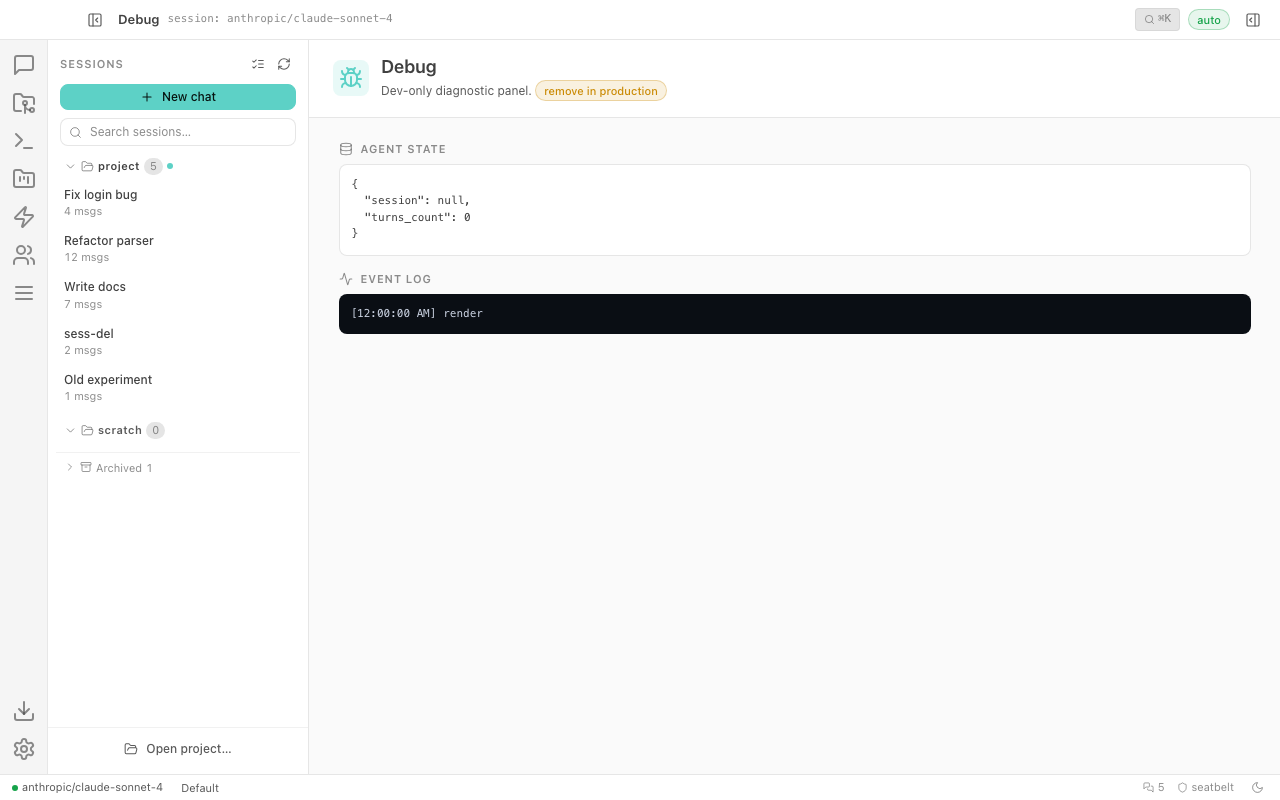 Debug session: anthropic/claude-sonnet-4
⌘K
auto
SESSIONS
New chat
Search sessions...
project 5
Fix login bug
4 msgs
Refactor parser
12 msgs
Write docs
7 msgs
sess-del
2 msgs
Old experiment
1 msgs
scratch 0
Archived 1
Open project...
Debug
Dev-only diagnostic panel. remove in production
AGENT STATE
{
"session": null,
"turns_count": 0
}
EVENT LOG
[12:00:00 AM] render
anthropic/claude-sonnet-4 Default
5 seatbelt